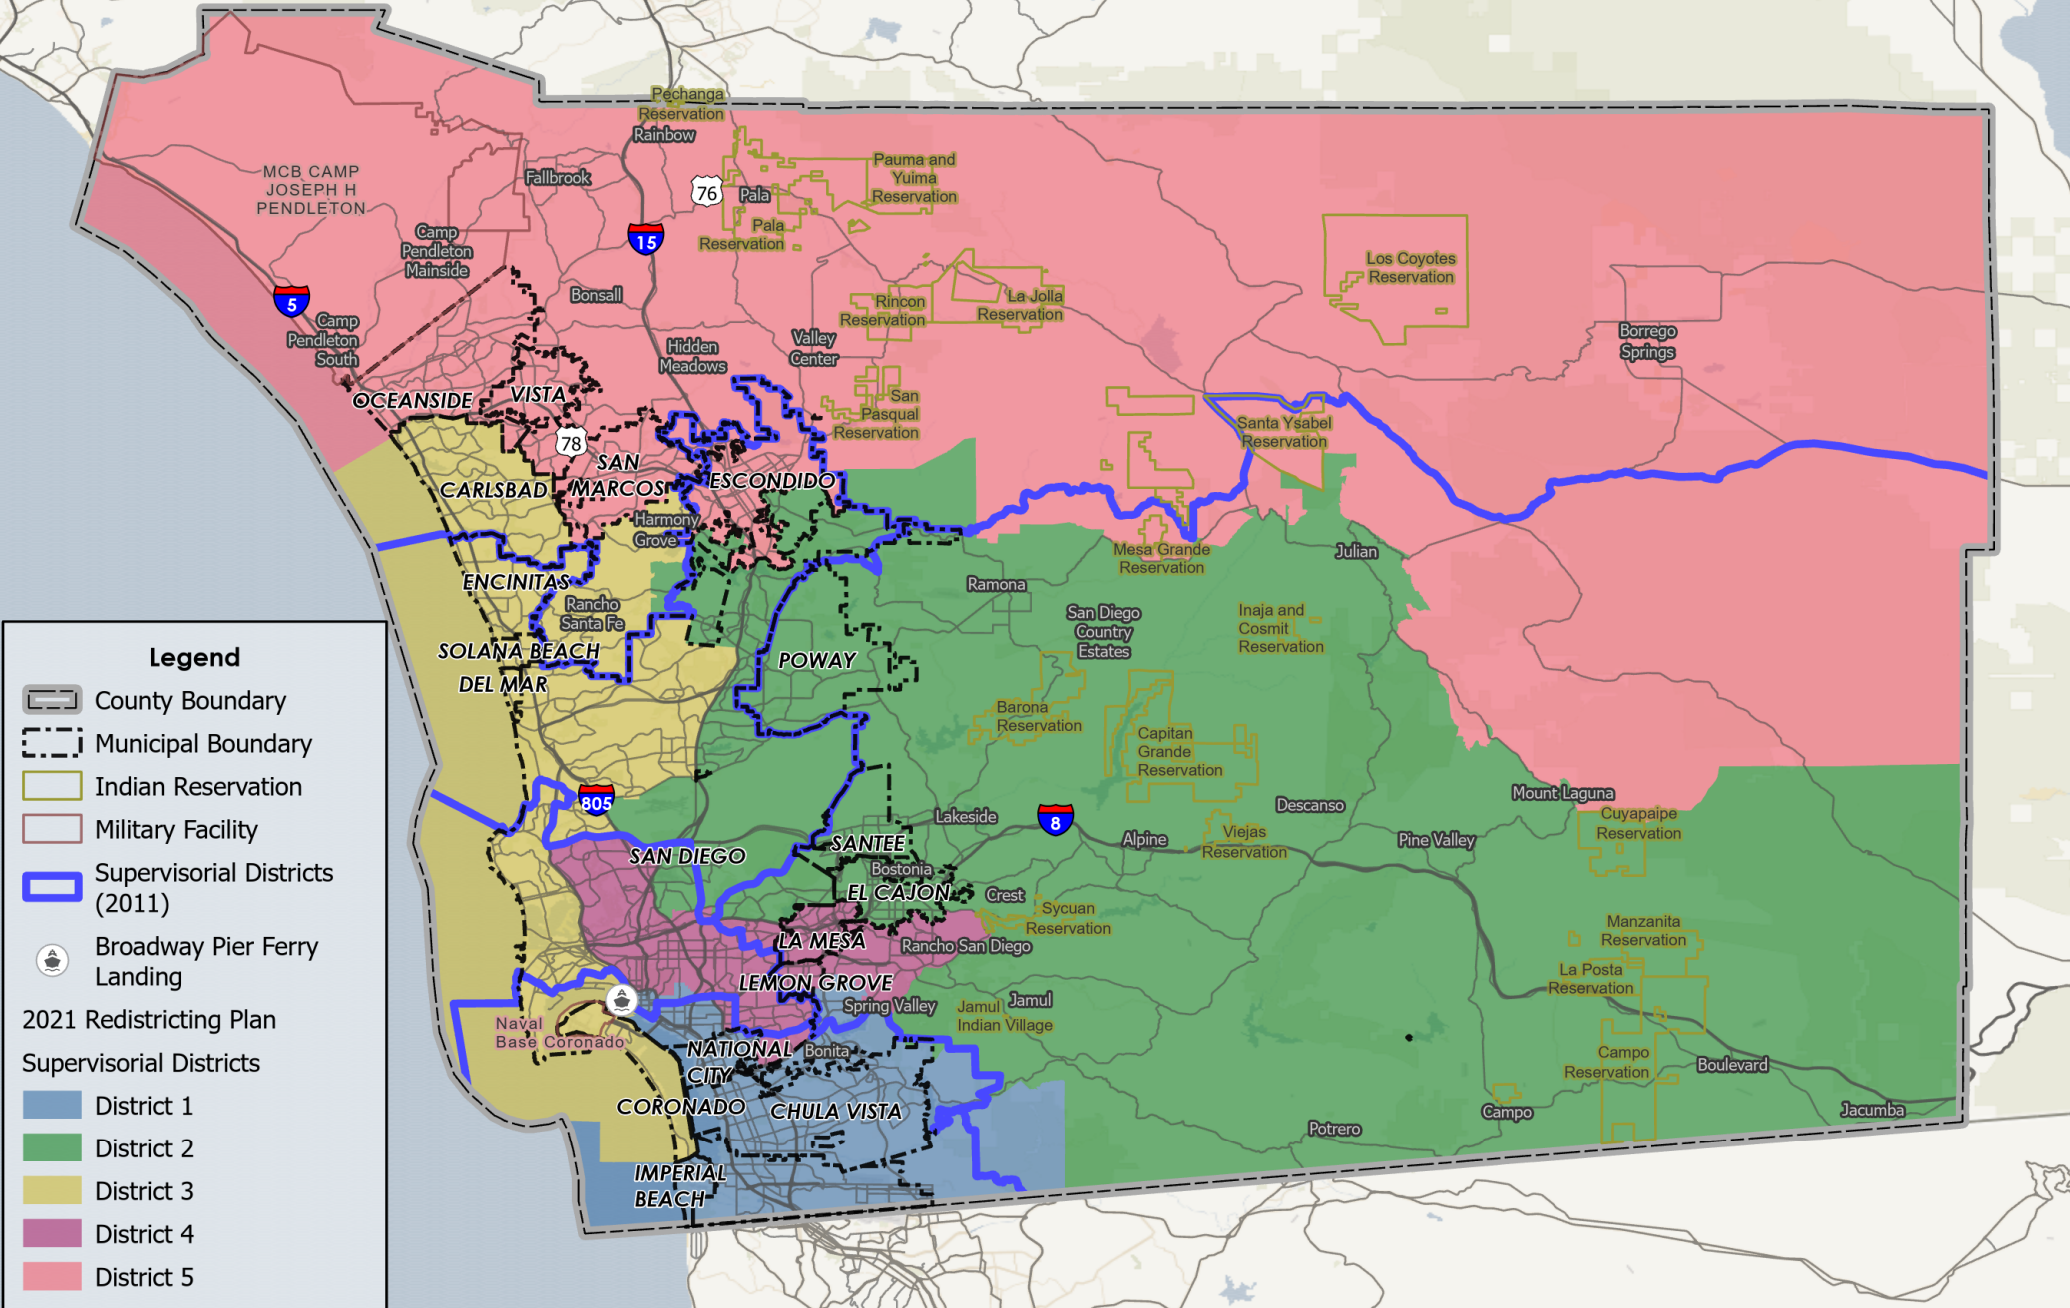 Pechanga
Reservation
Rainbow
MCB CAMP
JOSEPH H
PENDLETON
Fallbrook
76
Pala
Pauma and
Yuima
Reservation
Pala
Reservation
Camp
Pendleton
Mainside
15
Los Coyotes
Reservation
5
Bonsall
Rincon
Reservation
La Jolla
Reservation
Camp
Pendleton
South
Hidden
Meadows
Valley
Center
Borrego
Springs
OCEANSIDE
VISTA
San
Pasqual
Reservation
78
Santa Ysabel
Reservation
SAN
MARCOS
CARLSBAD
ESCONDIDO
Harmony
Grove
Mesa Grande
Reservation
Julian
ENCINITAS
Rancho
Santa Fe
Ramona
San Diego
Country
Estates
Inaja and
Cosmit
Reservation
SOLANA BEACH
DEL MAR
POWAY
Barona
Reservation
Capitan
Grande
Reservation
805
8
Lakeside
Descanso
Mount Laguna
Cuyapaipe
Reservation
SAN DIEGO
SANTEE
Alpine
Viejas
Reservation
Pine Valley
Bostonia
EL CAJON
Crest
Sycuan
Reservation
LA MESA
Rancho San Diego
Manzanita
Reservation
LEMON GROVE
Spring Valley
La Posta
Reservation
Jamul
Indian Village
Jamul
Naval
Base Coronado
NATIONAL
CITY
Bonita
Campo
Reservation
Boulevard
CORONADO
CHULA VISTA
Campo
Jacumba
Potrero
IMPERIAL
BEACH
Legend
County Boundary
Municipal Boundary
Indian Reservation
Military Facility
Supervisorial Districts
(2011)
Broadway Pier Ferry
Landing
2021 Redistricting Plan
Supervisorial Districts
District 1
District 2
District 3
District 4
District 5